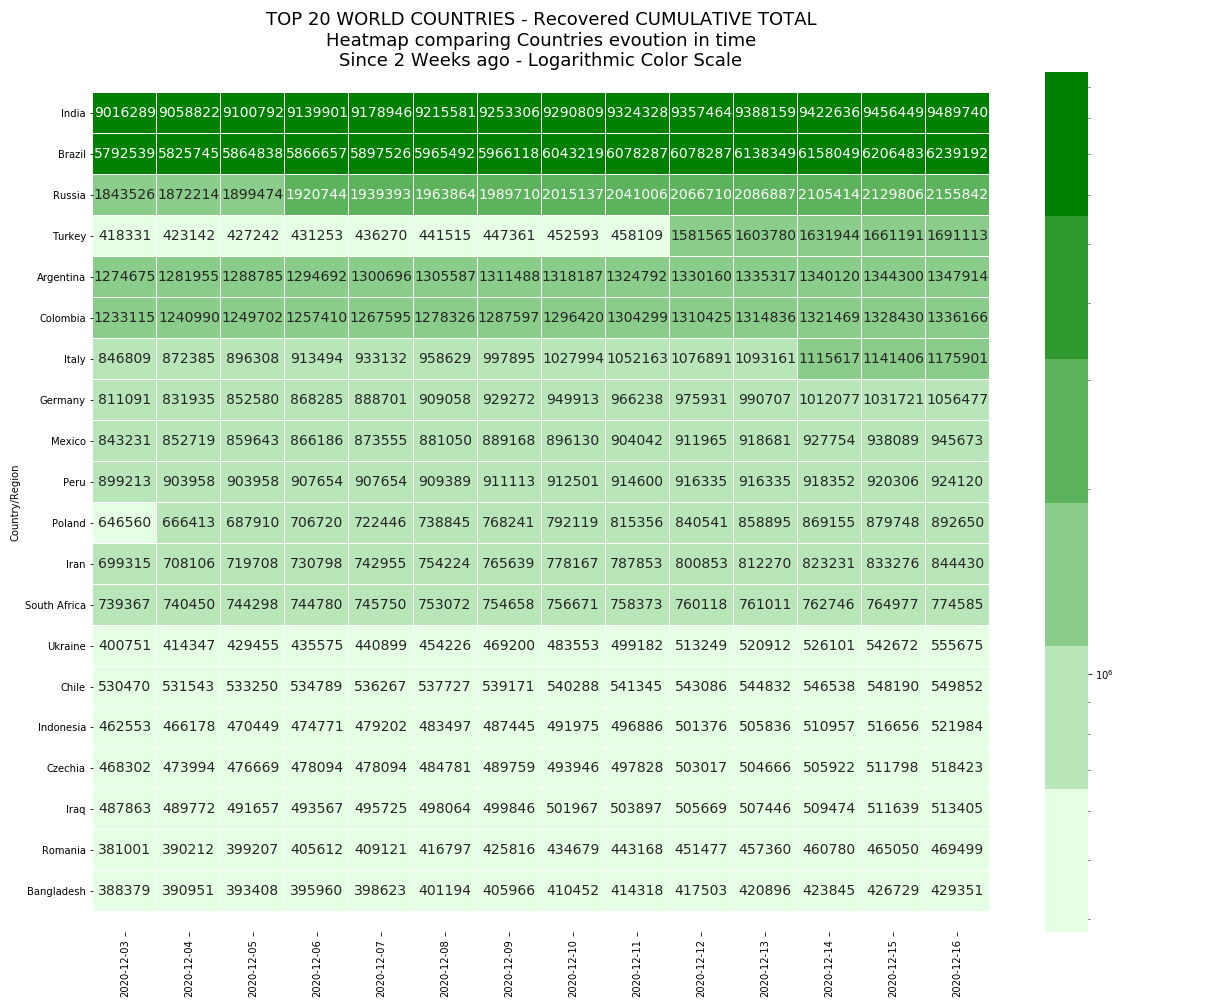 TOP 20 WORLD COUNTRIES - Recovered CUMULATIVE TOTAL
Heatmap comparing Countries evoution in time
Since 2 Weeks ago - Logarithmic Color Scale
Country/Region
India 9016289 9058822 9100792 9139901 9178946 9215581 9253306 9290809 9324328 9357464 9388159 9422636 9456449 9489740
Brazil 5792539 5825745 5864838 5866657 5897526 5965492 5966118 6043219 6078287 6078287 6138349 6158049 6206483 6239192
Russia 1843526 1872214 1899474 1920744 1939393 1963864 1989710 2015137 2041006 2066710 2086887 2105414 2129806 2155842
Turkey 418331 423142 427242 431253 436270 441515 447361 452593 458109 1581565 1603780 1631944 1661191 1691113
Argentina 1274675 1281955 1288785 1294692 1300696 1305587 1311488 1318187 1324792 1330160 1335317 1340120 1344300 1347914
Colombia 1233115 1240990 1249702 1257410 1267595 1278326 1287597 1296420 1304299 1310425 1314836 1321469 1328430 1336166
Italy 846809 872385 896308 913494 933132 958629 997895 1027994 1052163 1076891 1093161 1115617 1141406 1175901
Germany 811091 831935 852580 868285 888701 909058 929272 949913 966238 975931 990707 1012077 1031721 1056477
Mexico 843231 852719 859643 866186 873555 881050 889168 896130 904042 911965 918681 927754 938089 945673
Peru 899213 903958 903958 907654 907654 909389 911113 912501 914600 916335 916335 918352 920306 924120
Poland 646560 666413 687910 706720 722446 738845 768241 792119 815356 840541 858895 869155 879748 892650
Iran 699315 708106 719708 730798 742955 754224 765639 778167 787853 800853 812270 823231 833276 844430
South Africa 739367 740450 744298 744780 745750 753072 754658 756671 758373 760118 761011 762746 764977 774585
Ukraine 400751 414347 429455 435575 440899 454226 469200 483553 499182 513249 520912 526101 542672 555675
Chile 530470 531543 533250 534789 536267 537727 539171 540288 541345 543086 544832 546538 548190 549852
Indonesia 462553 466178 470449 474771 479202 483497 487445 491975 496886 501376 505836 510957 516656 521984
Czechia 468302 473994 476669 478094 478094 484781 489759 493946 497828 503017 504666 505922 511798 518423
Iraq 487863 489772 491657 493567 495725 498064 499846 501967 503897 505669 507446 509474 511639 513405
Romania 381001 390212 399207 405612 409121 416797 425816 434679 443168 451477 457360 460780 465050 469499
Bangladesh 388379 390951 393408 395960 398623 401194 405966 410452 414318 417503 420896 423845 426729 429351
2020-12-03 2020-12-04 2020-12-05 2020-12-06 2020-12-07 2020-12-08 2020-12-09 2020-12-10 2020-12-11 2020-12-12 2020-12-13 2020-12-14 2020-12-15 2020-12-16
10⁶